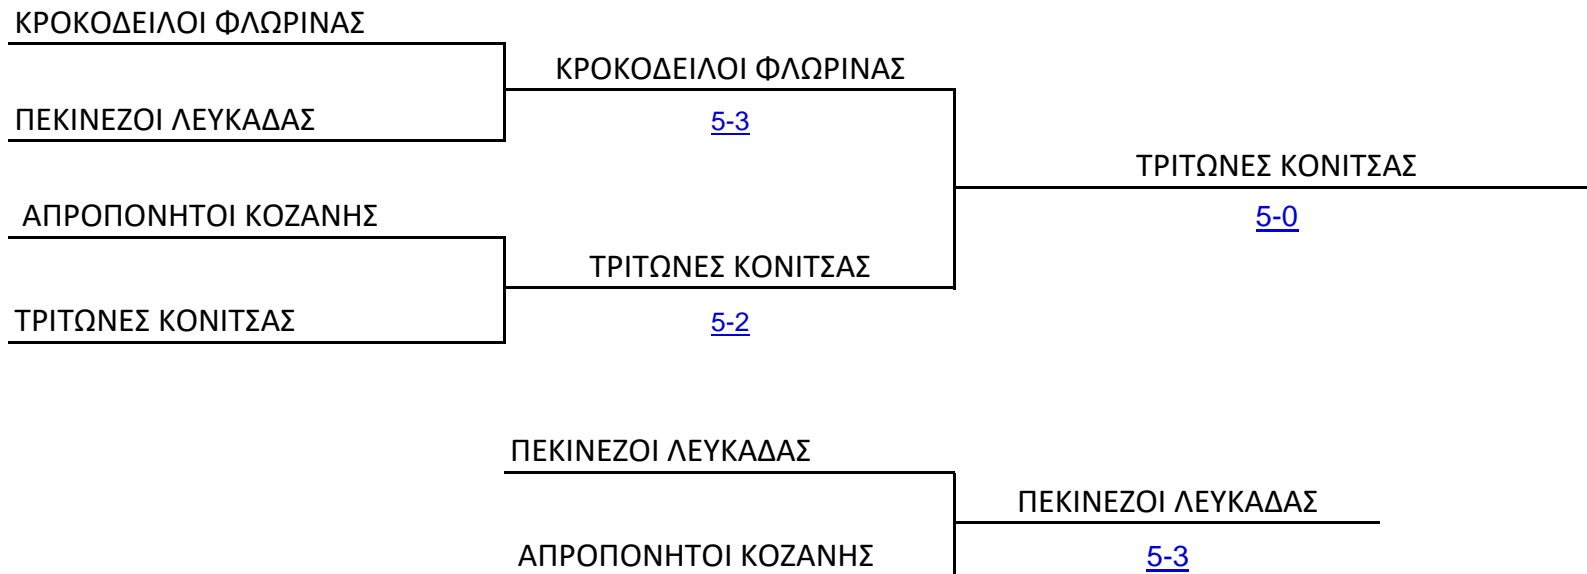 ΚΡΟΚΟΔΕΙΛΟΙ ΦΛΩΡΙΝΑΣ
ΚΡΟΚΟΔΕΙΛΟΙ ΦΛΩΡΙΝΑΣ
ΠΕΚΙΝΕΖΟΙ ΛΕΥΚΑΔΑΣ
5-3
ΤΡΙΤΩΝΕΣ ΚΟΝΙΤΣΑΣ
ΑΠΡΟΠΟΝΗΤΟΙ ΚΟΖΑΝΗΣ
5-0
ΤΡΙΤΩΝΕΣ ΚΟΝΙΤΣΑΣ
ΤΡΙΤΩΝΕΣ ΚΟΝΙΤΣΑΣ
5-2
ΠΕΚΙΝΕΖΟΙ ΛΕΥΚΑΔΑΣ
ΠΕΚΙΝΕΖΟΙ ΛΕΥΚΑΔΑΣ
ΑΠΡΟΠΟΝΗΤΟΙ ΚΟΖΑΝΗΣ
5-3